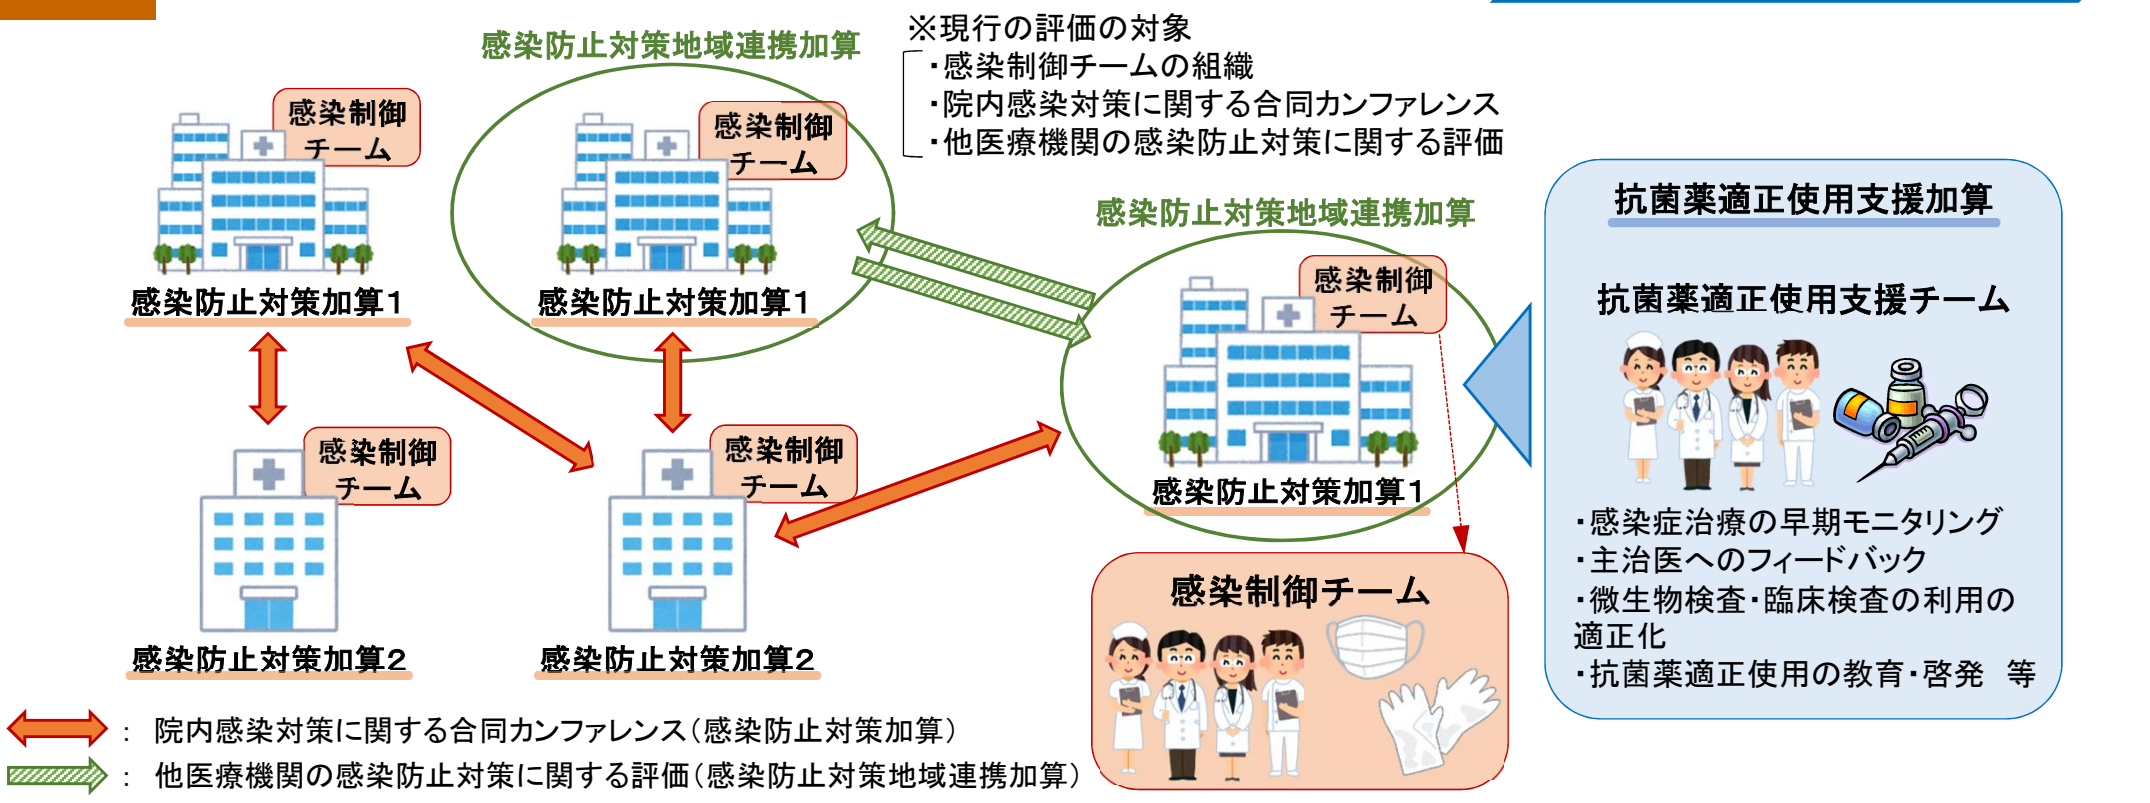 感染防止対策地域連携加算
※現行の評価の対象
・感染制御チームの組織
・院内感染対策に関する合同カンファレンス
・他医療機関の感染防止対策に関する評価
感染制御
チーム
感染制御
チーム
感染防止対策加算1
感染防止対策加算1
感染防止対策地域連携加算
感染制御
チーム
感染防止対策加算1
感染制御
チーム
感染制御
チーム
感染防止対策加算2
感染防止対策加算2
抗菌薬適正使用支援加算
抗菌薬適正使用支援チーム
・感染症治療の早期モニタリング
・主治医へのフィードバック
・微生物検査・臨床検査の利用の
適正化
・抗菌薬適正使用の教育・啓発　等
感染制御チーム
： 院内感染対策に関する合同カンファレンス（感染防止対策加算）
： 他医療機関の感染防止対策に関する評価（感染防止対策地域連携加算）